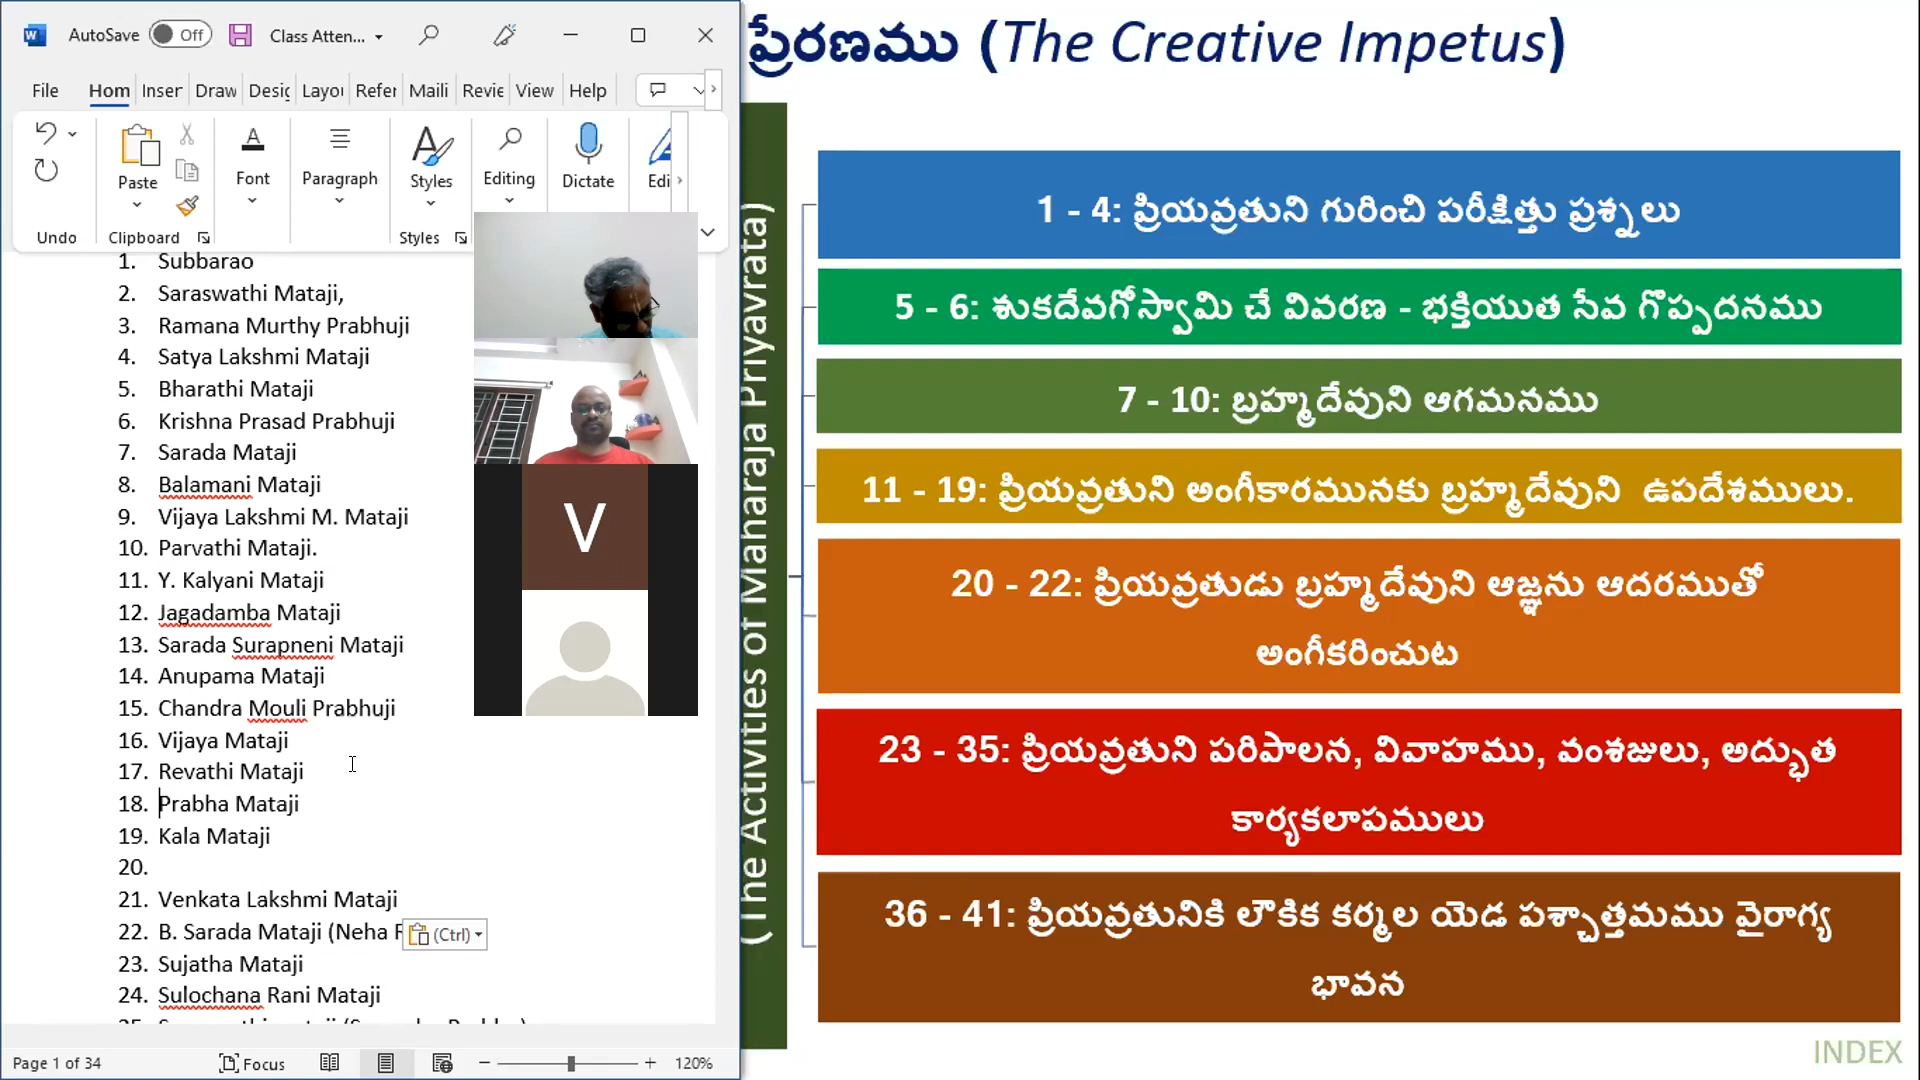 AutoSave Off Class Atten...
File Hom Inser Draw Desig Layou Refer Maili Revie View Help
Paste Font Paragraph Styles Editing Dictate Edi
Undo Clipboard Styles
1. Subbarao
2. Saraswathi Mataji,
3. Ramana Murthy Prabhuji
4. Satya Lakshmi Mataji
5. Bharathi Mataji
6. Krishna Prasad Prabhuji
7. Sarada Mataji
8. Balamani Mataji
9. Vijaya Lakshmi M. Mataji
10. Parvathi Mataji.
11. Y. Kalyani Mataji
12. Jagadamba Mataji
13. Sarada Surapneni Mataji
14. Anupama Mataji
15. Chandra Mouli Prabhuji
16. Vijaya Mataji
17. Revathi Mataji
18. Prabha Mataji
19. Kala Mataji
20.
21. Venkata Lakshmi Mataji
22. B. Sarada Mataji (Neha
(Ctrl)
23. Sujatha Mataji
24. Sulochana Rani Mataji
Page 1 of 34 Focus 120%
V
ప్రేరణము (The Creative Impetus)
(The Activities of Maharaja Priyavrata)
1 - 4: ప్రియవ్రతుని గురించి పరీక్షిత్తు ప్రశ్నలు
5 - 6: శుకదేవగోస్వామి చే వివరణ - భక్తియుత సేవ గొప్పదనము
7 - 10: బ్రహ్మదేవుని ఆగమనము
11 - 19: ప్రియవ్రతుని అంగీకారమునకు బ్రహ్మదేవుని ఉపదేశములు.
20 - 22: ప్రియవ్రతుడు బ్రహ్మదేవుని ఆజ్ఞను ఆదరముతో
అంగీకరించుట
23 - 35: ప్రియవ్రతుని పరిపాలన, వివాహము, వంశజులు, అద్భుత
కార్యకలాపములు
36 - 41: ప్రియవ్రతునికి లౌకిక కర్మల యెడ పశ్చాత్తమము వైరాగ్య
భావన
INDEX